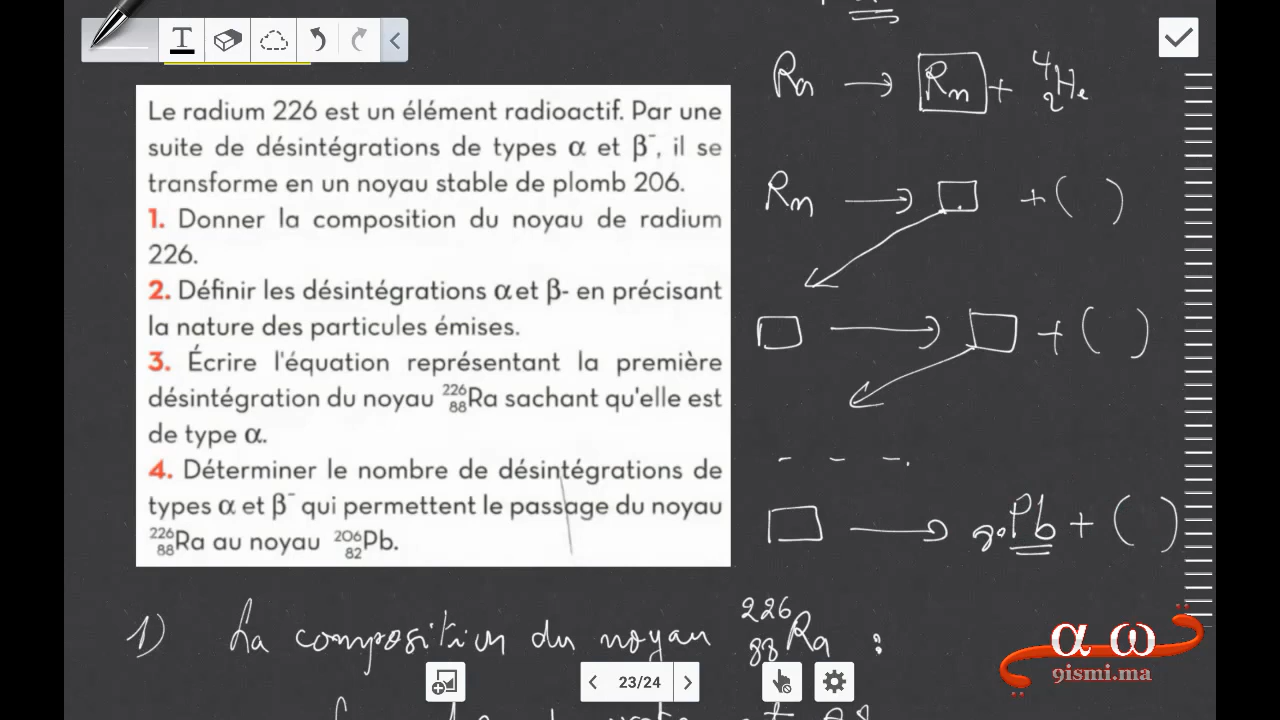 T
Le radium 226 est un élément radioactif. Par une
suite de désintégrations de types α et β⁻, il se
transforme en un noyau stable de plomb 206.
1. Donner la composition du noyau de radium
226.
2. Définir les désintégrations α et β- en précisant
la nature des particules émises.
3. Écrire l'équation représentant la première
désintégration du noyau ²²⁶₈₈Ra sachant qu'elle est
de type α.
4. Déterminer le nombre de désintégrations de
types α et β⁻ qui permettent le passage du noyau
²²⁶₈₈Ra au noyau ²⁰⁶₈₂Pb.
Ra → Rn + ⁴₂He
Rn → □ + ( )
□ → □ + ( )
- - -.
□ → Pb + ( )
1) La composition du noyau ²²⁶₈₈Ra :
23/24
α ω
9ismi.ma